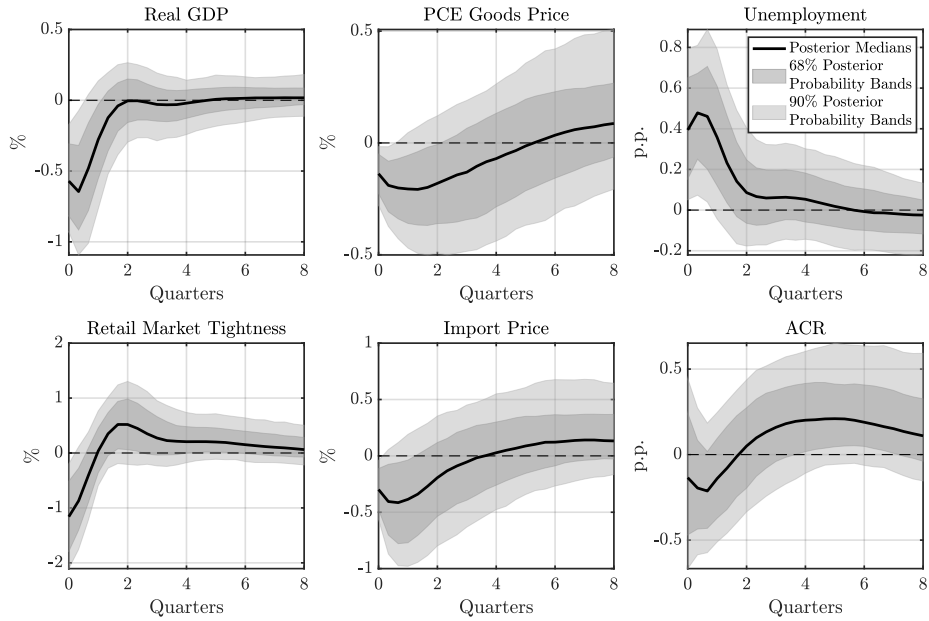 Real GDP
0.5
0
-0.5
-1
%
0 2 4 6 8
Quarters
PCE Goods Price
0.5
0
-0.5
%
0 2 4 6 8
Quarters
Unemployment
0.8
0.6
0.4
0.2
0
-0.2
p.p.
Posterior Medians
68% Posterior
Probability Bands
90% Posterior
Probability Bands
0 2 4 6 8
Quarters
Retail Market Tightness
2
1
0
-1
-2
%
0 2 4 6 8
Quarters
Import Price
1
0.5
0
-0.5
-1
%
0 2 4 6 8
Quarters
ACR
0.5
0
-0.5
p.p.
0 2 4 6 8
Quarters